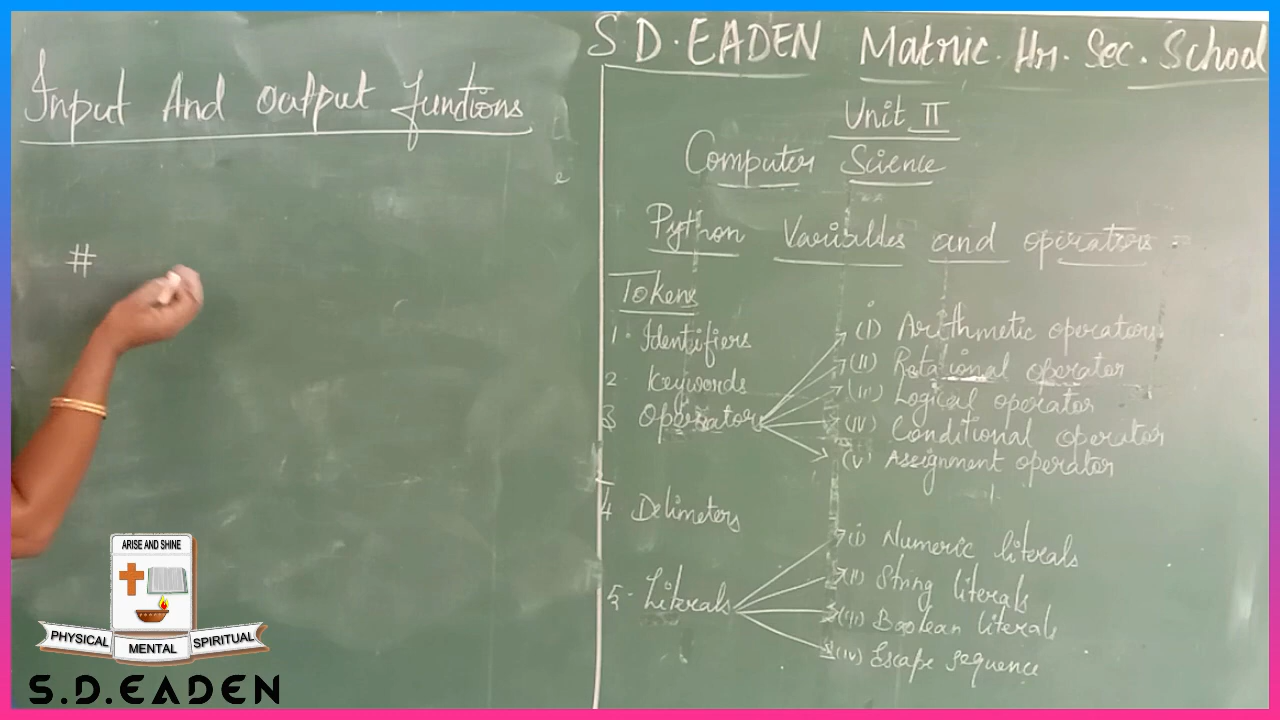 Input And Output functions
#
S.D.EADEN Matric.Hr.Sec.School
Unit II
Computer Science
Python Variables and operators
Tokens
1. Identifiers
2. Keywords
3 Operators
(I) Arithmetic operators
(II) Rotational operator
(III) Logical operator
(IV) Conditional operator
(V) Assignment operator
4 Delimeters
5. Literals
(i) Numeric literals
(II) String literals
(III) Boolean literals
(IV) Escape sequence
ARISE AND SHINE
PHYSICAL MENTAL SPIRITUAL
S.D.EADEN